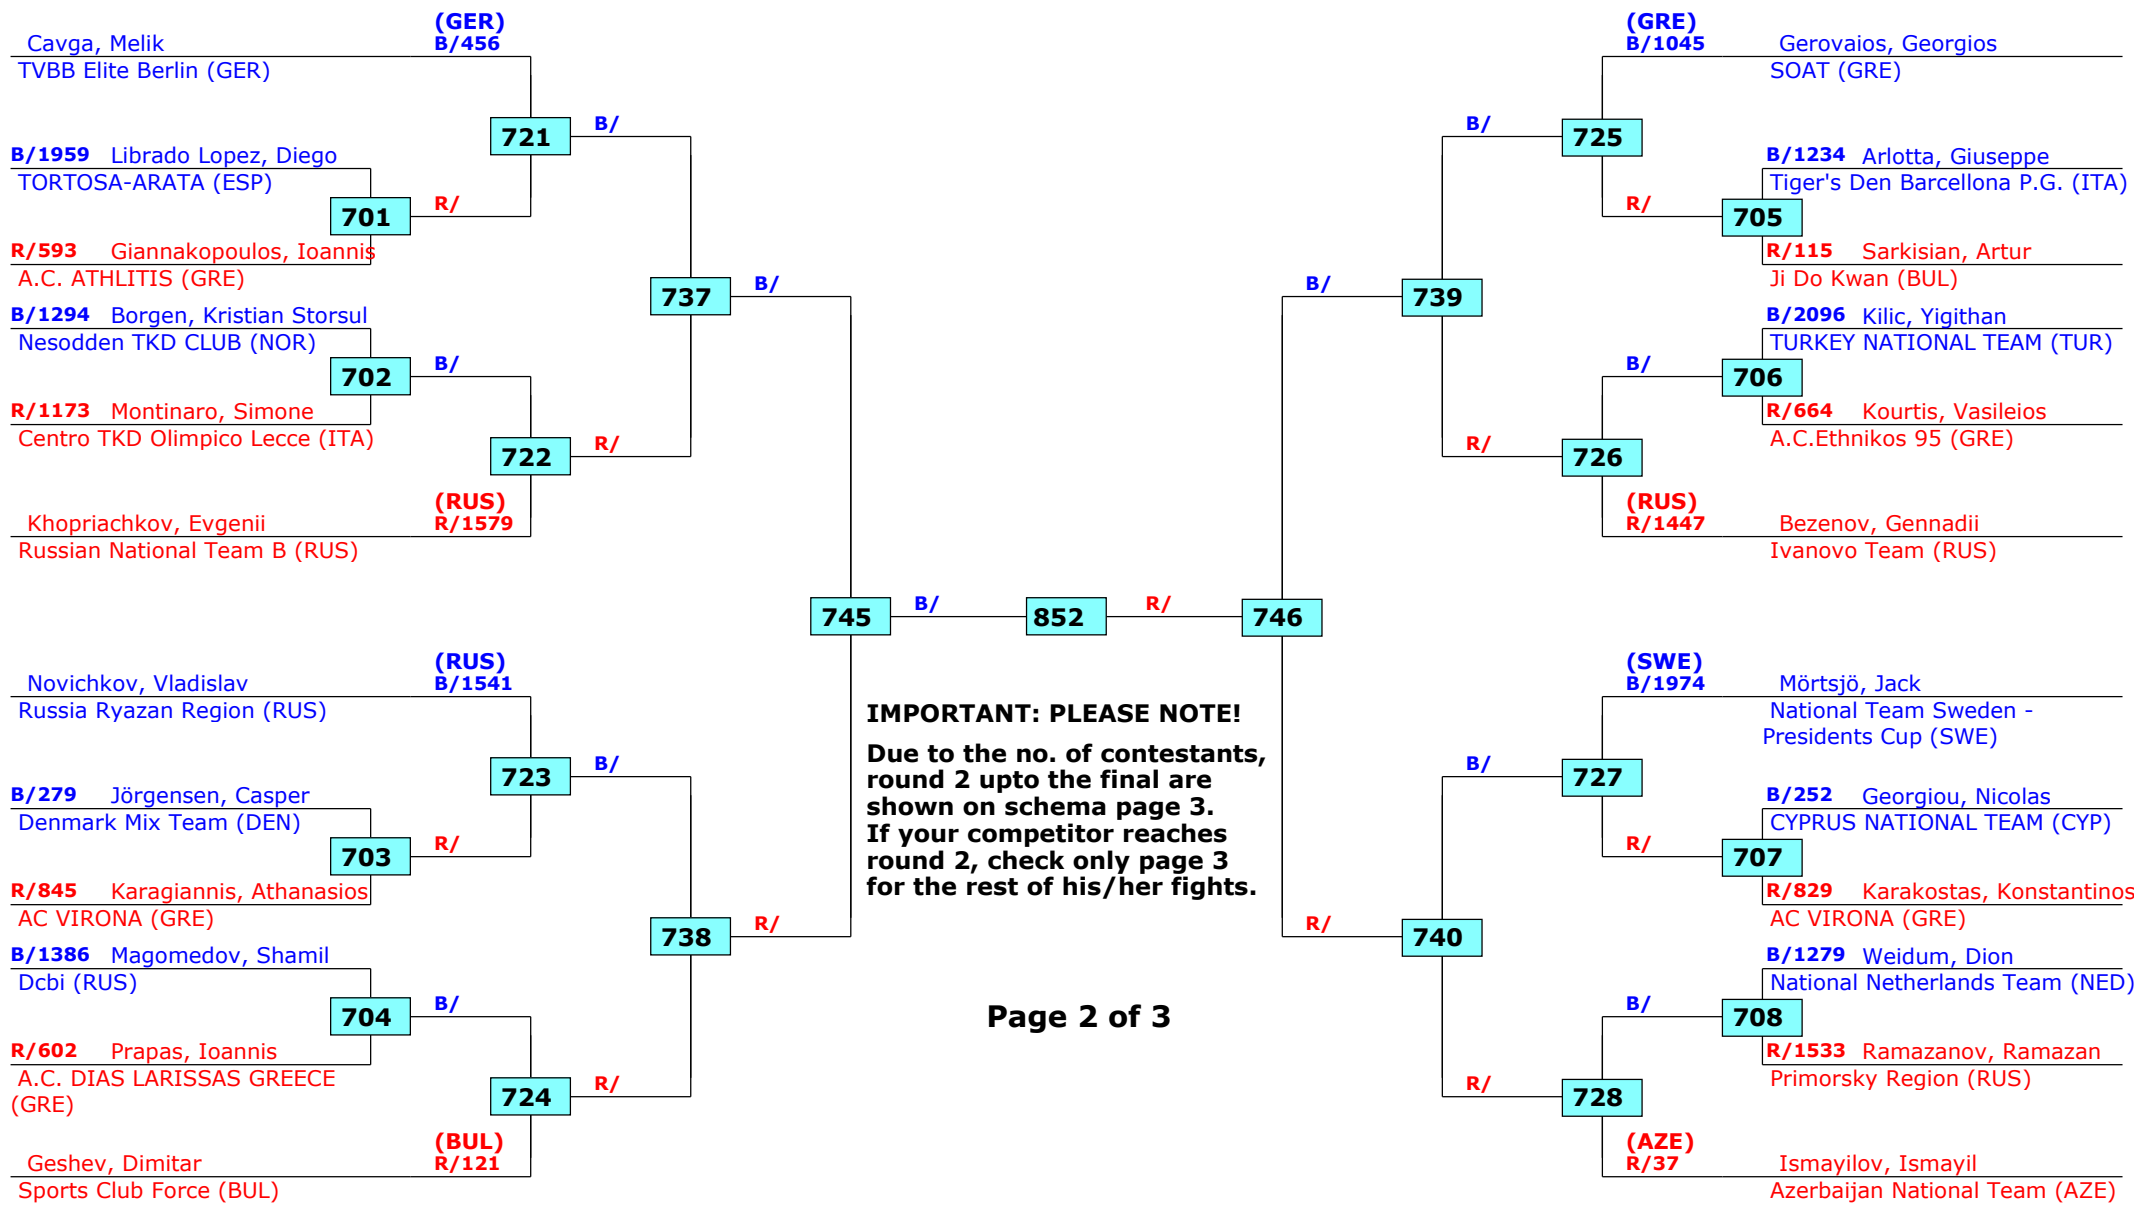 (GER)
Cavga, Melik B/456
TVBB Elite Berlin (GER)
721 B/
B/1959 Librado Lopez, Diego
TORTOSA-ARATA (ESP)
701 R/
R/593 Giannakopoulos, Ioannis
A.C. ATHLITIS (GRE)
737 B/
B/1294 Borgen, Kristian Storsul
Nesodden TKD CLUB (NOR)
702 B/
R/1173 Montinaro, Simone
Centro TKD Olimpico Lecce (ITA)
722 R/
(RUS)
Khopriachkov, Evgenii R/1579
Russian National Team B (RUS)
745 B/ 852 R/ 746
(RUS)
Novichkov, Vladislav B/1541
Russia Ryazan Region (RUS)
723 B/
B/279 Jörgensen, Casper
Denmark Mix Team (DEN)
703 R/
R/845 Karagiannis, Athanasios
AC VIRONA (GRE)
738 R/
B/1386 Magomedov, Shamil
Dcbi (RUS)
704 B/
R/602 Prapas, Ioannis
A.C. DIAS LARISSAS GREECE
(GRE)
724 R/
(BUL)
Geshev, Dimitar R/121
Sports Club Force (BUL)
IMPORTANT: PLEASE NOTE!
Due to the no. of contestants,
round 2 upto the final are
shown on schema page 3.
If your competitor reaches
round 2, check only page 3
for the rest of his/her fights.
Page 2 of 3
(GRE)
B/1045 Gerovaios, Georgios
SOAT (GRE)
B/ 725
B/1234 Arlotta, Giuseppe
Tiger's Den Barcellona P.G. (ITA)
R/ 705
R/115 Sarkisian, Artur
Ji Do Kwan (BUL)
B/ 739
B/2096 Kilic, Yigithan
TURKEY NATIONAL TEAM (TUR)
B/ 706
R/664 Kourtis, Vasileios
A.C.Ethnikos 95 (GRE)
R/ 726
(RUS)
R/1447 Bezenov, Gennadii
Ivanovo Team (RUS)
(SWE)
B/1974 Mörtsjö, Jack
National Team Sweden -
Presidents Cup (SWE)
B/ 727
B/252 Georgiou, Nicolas
CYPRUS NATIONAL TEAM (CYP)
R/ 707
R/829 Karakostas, Konstantinos
AC VIRONA (GRE)
R/ 740
B/1279 Weidum, Dion
National Netherlands Team (NED)
B/ 708
R/1533 Ramazanov, Ramazan
Primorsky Region (RUS)
R/ 728
(AZE)
R/37 Ismayilov, Ismayil
Azerbaijan National Team (AZE)